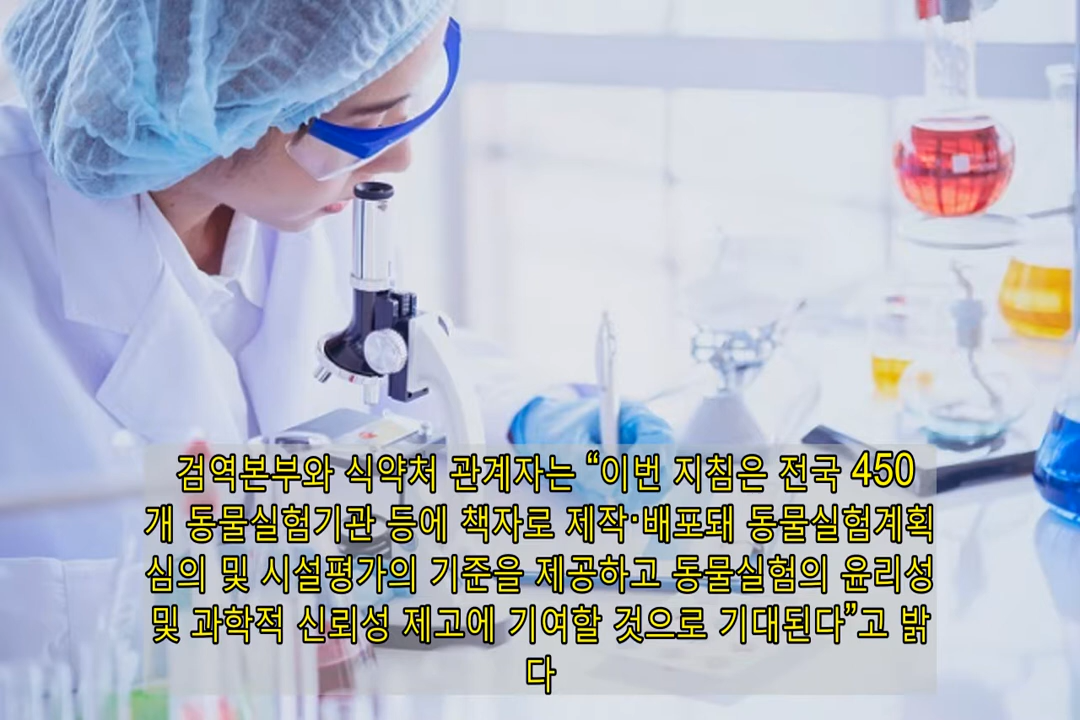 검역본부와 식약처 관계자는 “이번 지침은 전국 450
개 동물실험기관 등에 책자로 제작·배포돼 동물실험계획
심의 및 시설평가의 기준을 제공하고 동물실험의 윤리성
및 과학적 신뢰성 제고에 기여할 것으로 기대된다”고 밝
다